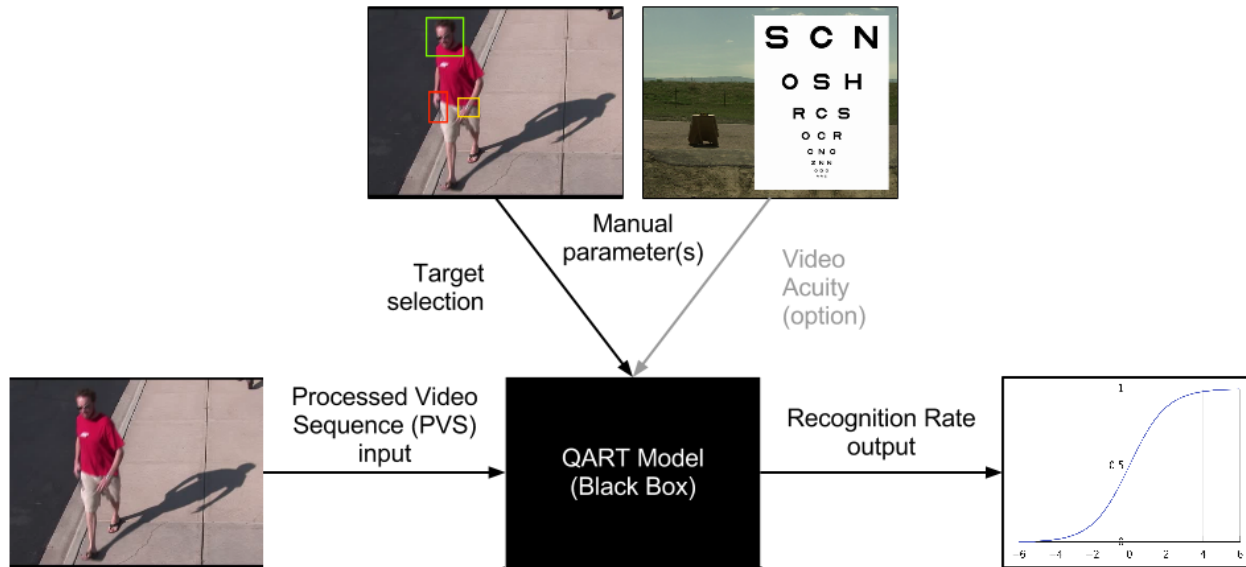 S C N
O S H
R C S
O C R
C N O
Z N N
Manual
parameter(s)
Target
selection
Video
Acuity
(option)
Processed Video
Sequence (PVS)
input
QART Model
(Black Box)
Recognition Rate
output
1
0.5
0
-6 -4 -2 0 2 4 6